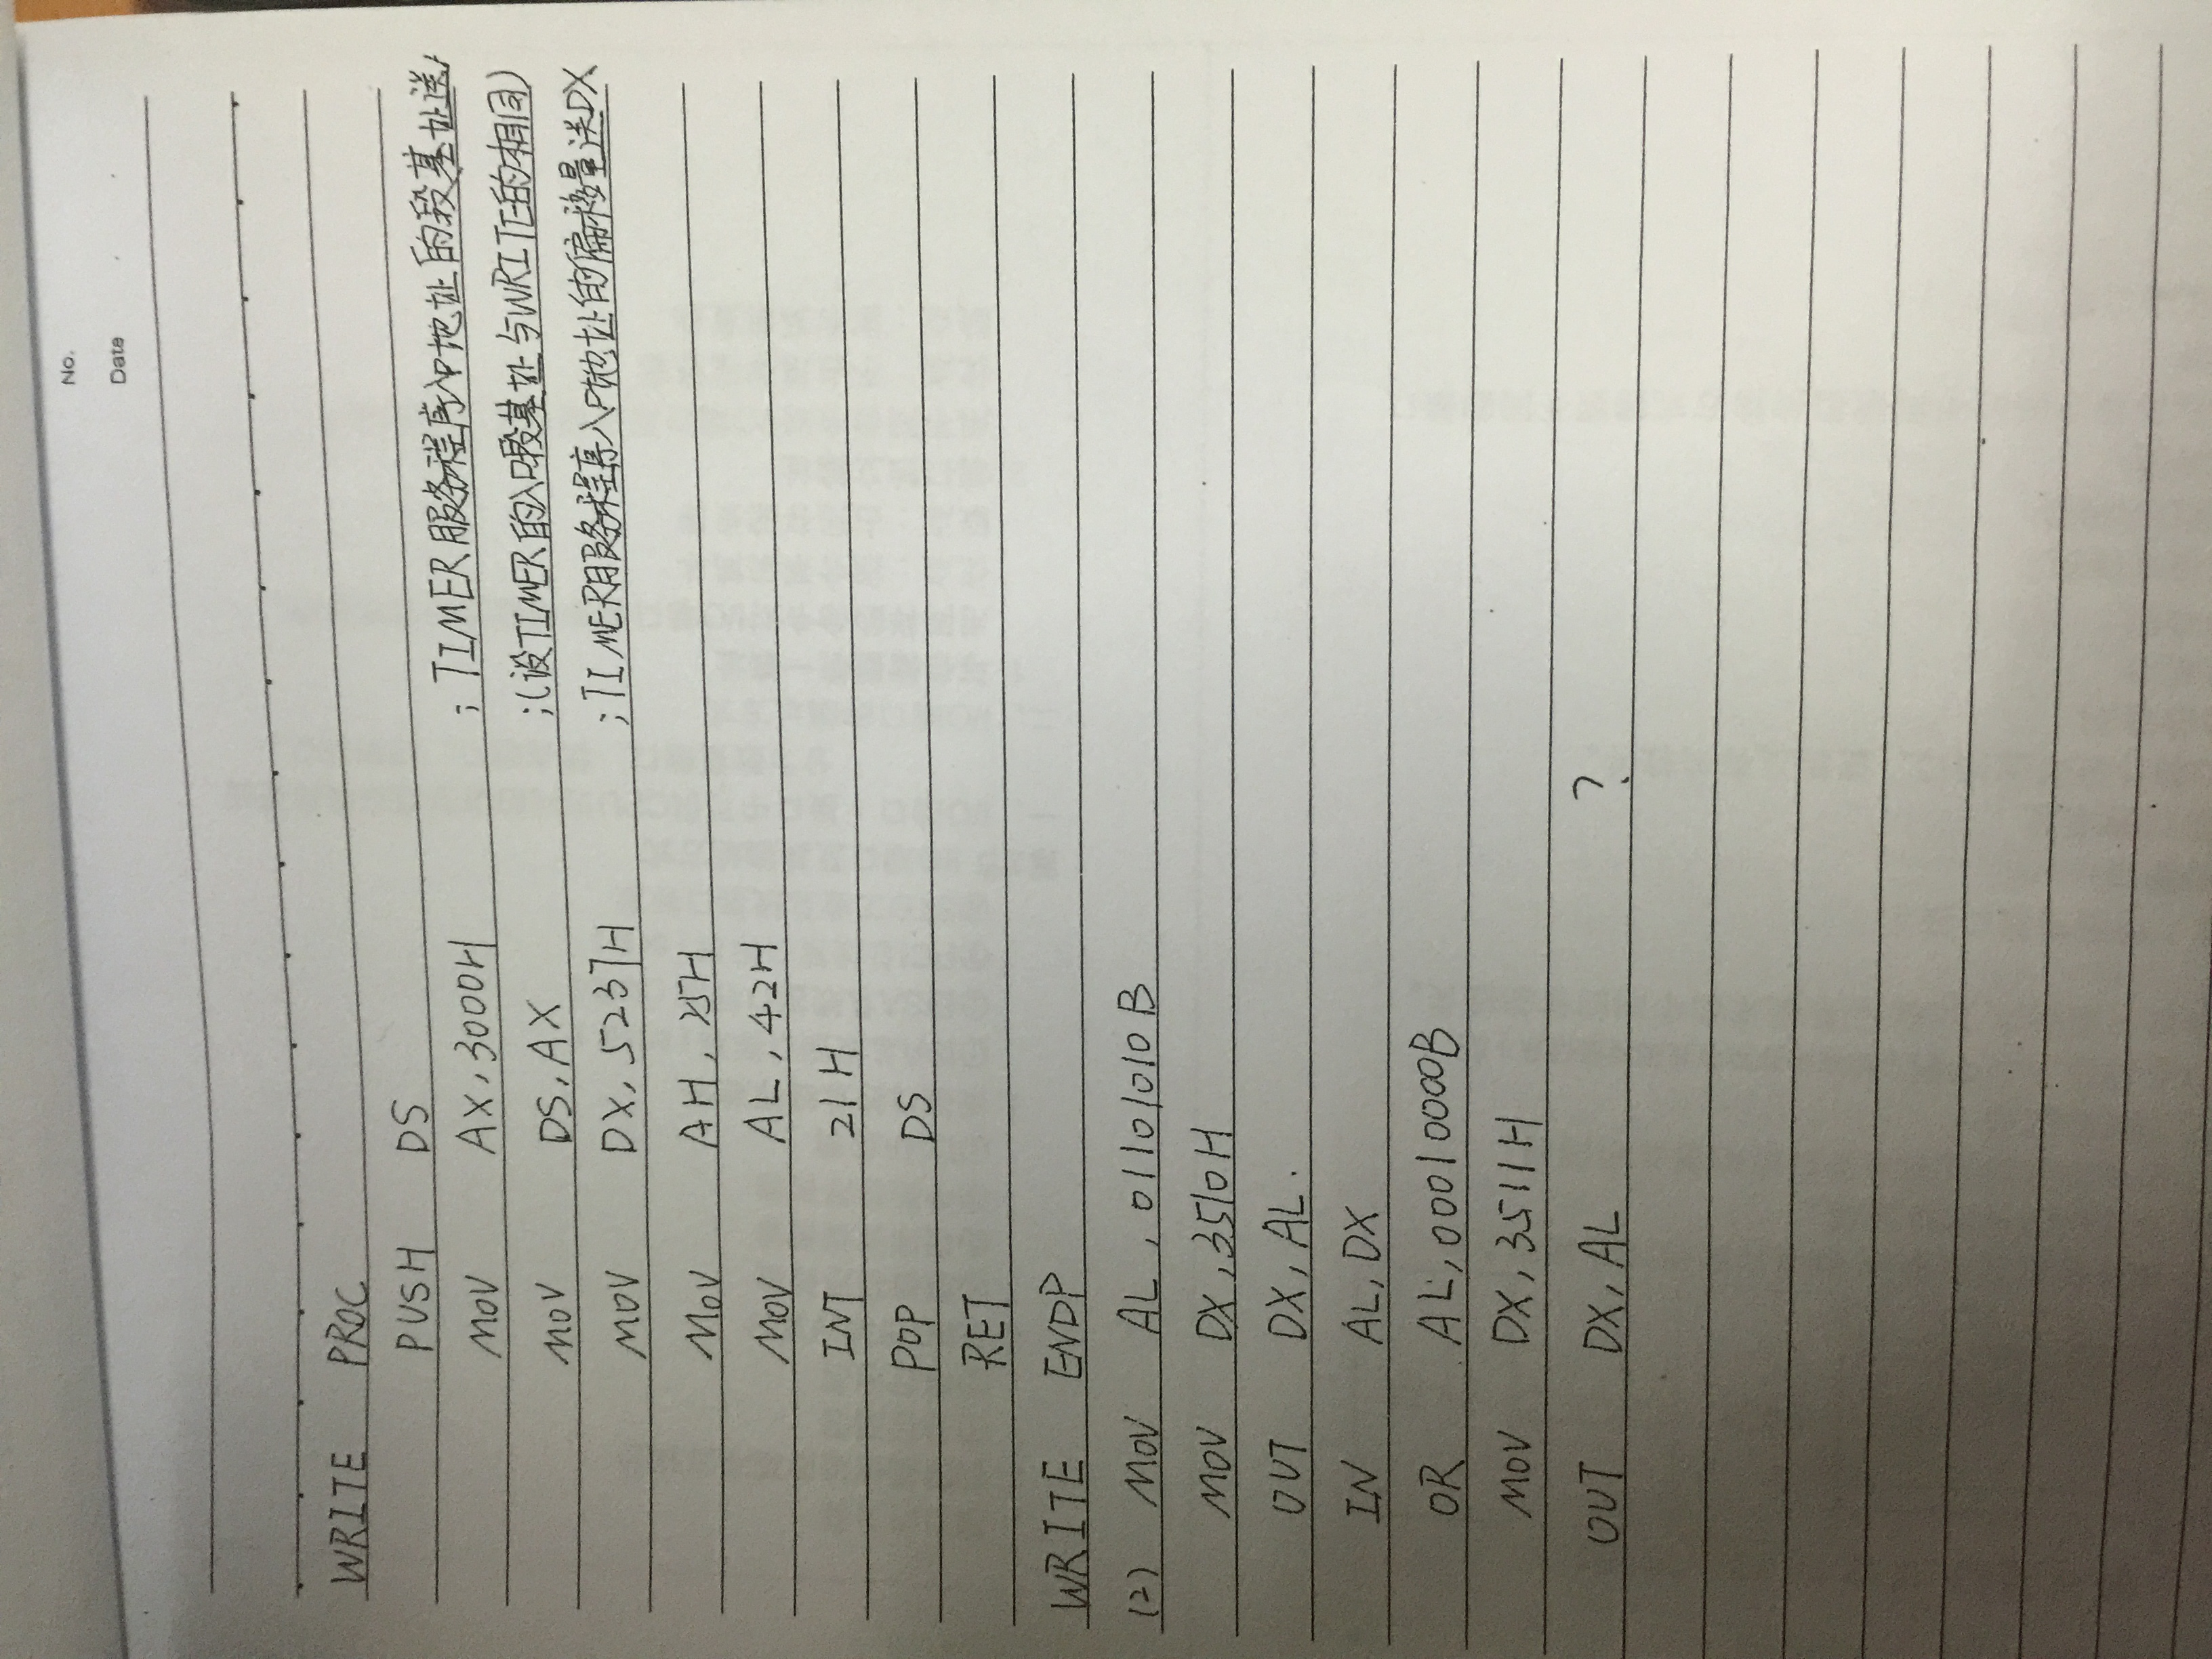 No.
Date
WRITE PROC
PUSH DS
MOV AX, 3000H ; TIMER服务程序入口地址的段基址送
MOV DS, AX ; (设TIMER的入口段基址与WRITE的相同)
MOV DX, 5237H ; TIMER服务程序入口地址的偏移量送DX
MOV AH, 25H
MOV AL, 42H
INT 21H
POP DS
RET
WRITE ENDP
(2) MOV AL, 01101010B
MOV DX, 3510H
OUT DX, AL.
IN AL, DX
OR AL, 00010000B
MOV DX, 3511H
OUT DX, AL ?